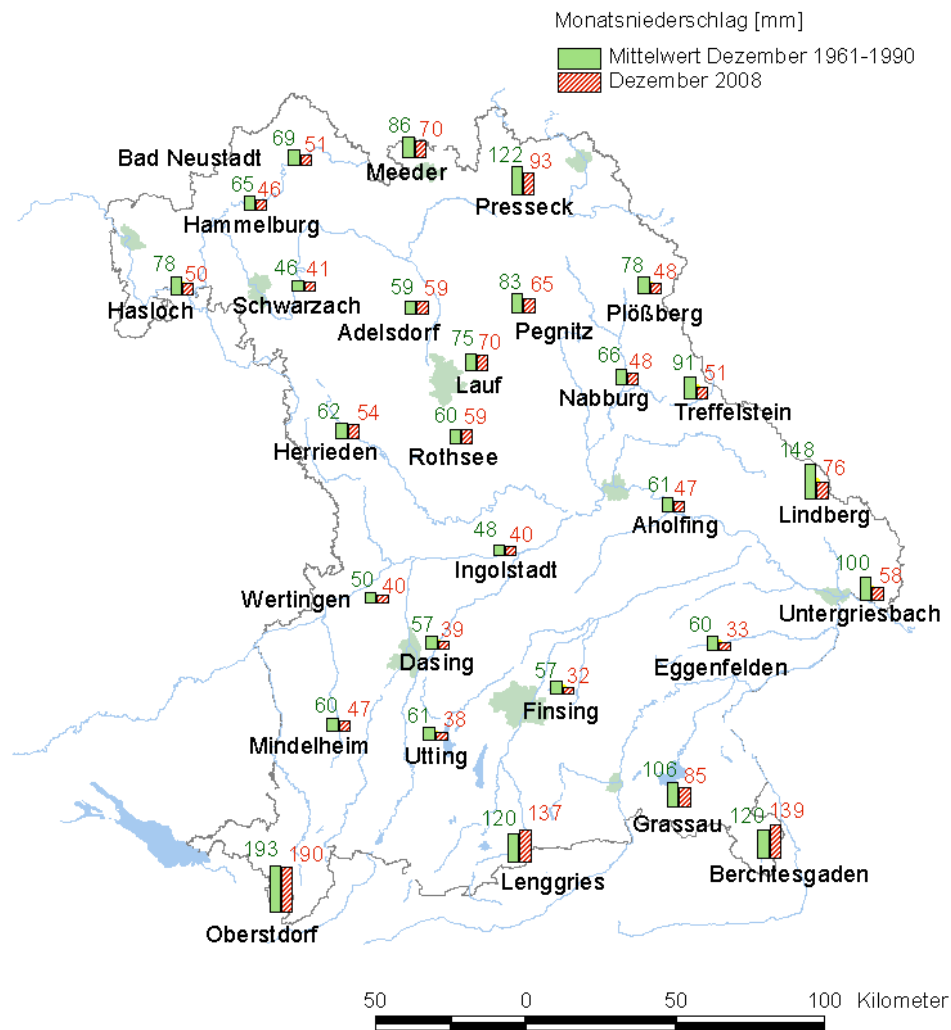 Monatsniederschlag [mm]
Mittelwert Dezember 1961-1990
Dezember 2008
69 51
Bad Neustadt
86 70
Meeder
122 93
Presseck
65 46
Hammelburg
78 50
Hasloch
46 41
Schwarzach
59 59
Adelsdorf
83 65
Pegnitz
78 48
Plößberg
75 70
Lauf
66 48
Nabburg
91 51
Treffelstein
62 54
Herrieden
60 59
Rothsee
148 76
Lindberg
61 47
Aholfing
48 40
Ingolstadt
50 40
Wertingen
100 58
Untergriesbach
57 39
Dasing
60 33
Eggenfelden
57 32
Finsing
60 47
Mindelheim
61 38
Utting
106 85
Grassau
120 137
Lenggries
120 139
Berchtesgaden
193 190
Oberstdorf
50 0 50 100 Kilometer